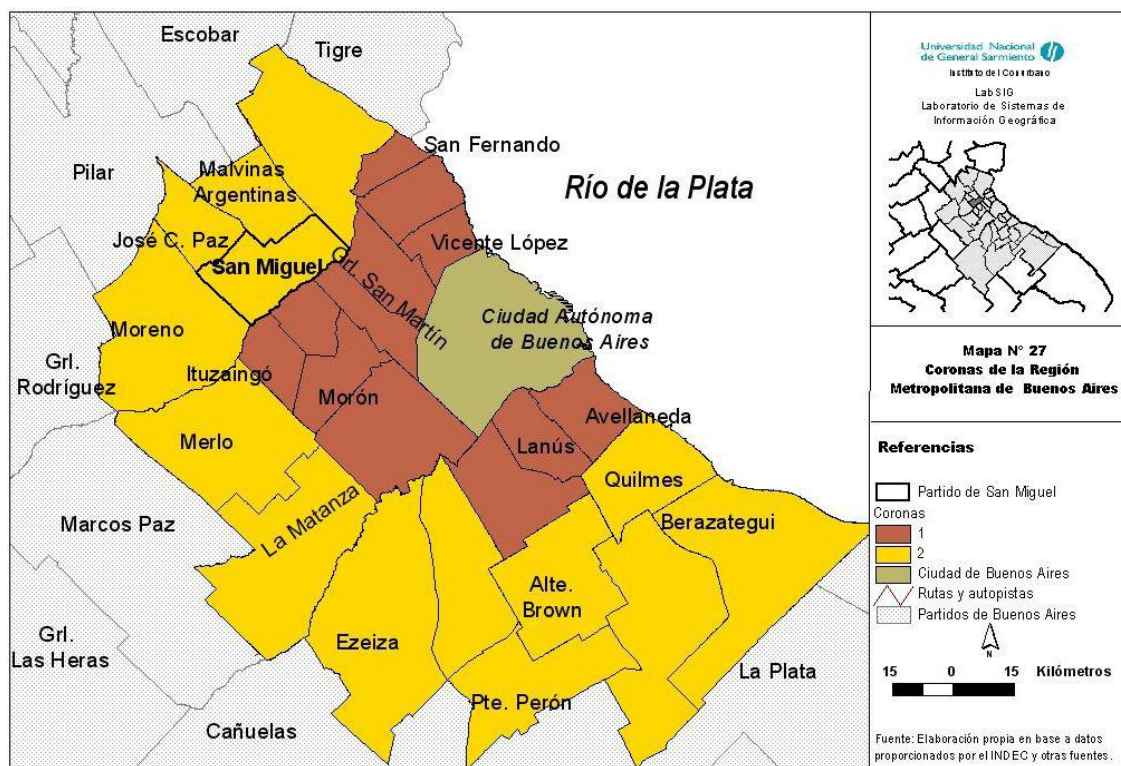 Escobar
Tigre
San Fernando
Pilar
Malvinas
Argentinas
Río de la Plata
José C. Paz
Vicente López
San Miguel
Grl. San Martín
Ciudad Autónoma
de Buenos Aires
Moreno
Grl.
Rodríguez
Ituzaingó
Morón
Avellaneda
Merlo
Lanús
Quilmes
Marcos Paz
La Matanza
Berazategui
Alte.
Brown
Grl.
Las Heras
Ezeiza
La Plata
Pte. Perón
Cañuelas
Universidad Nacional
de General Sarmiento
Instituto del Conurbano
LabSIG
Laboratorio de Sistemas de
Información Geográfica
Mapa N° 27
Coronas de la Región
Metropolitana de Buenos Aires
Referencias
Partido de San Miguel
Coronas
1
2
Ciudad de Buenos Aires
Rutas y autopistas
Partidos de Buenos Aires
N
15 0 15 Kilómetros
Fuente: Elaboración propia en base a datos
proporcionados por el INDEC y otras fuentes.